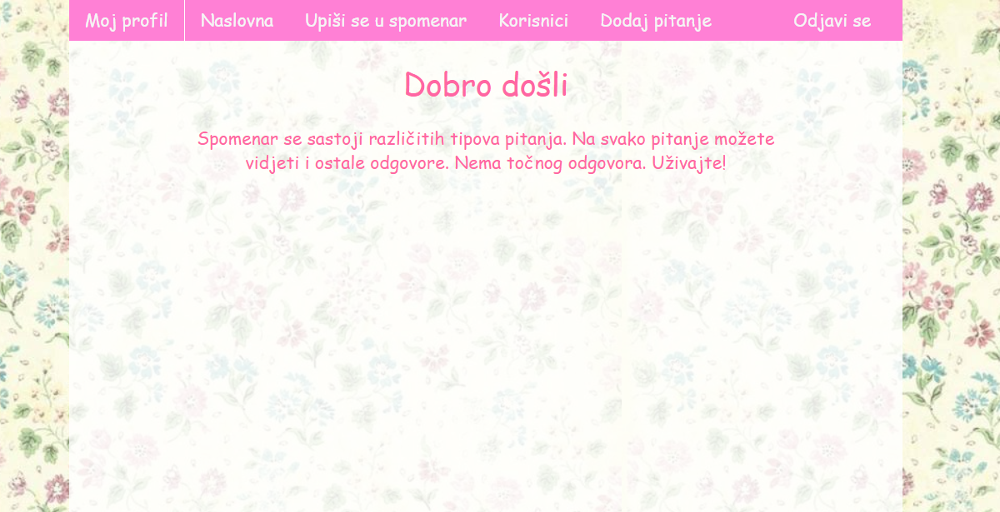 Moj profil Naslovna Upiši se u spomenar Korisnici Dodaj pitanje Odjavi se
Dobro došli
Spomenar se sastoji različitih tipova pitanja. Na svako pitanje možete
vidjeti i ostale odgovore. Nema točnog odgovora. Uživajte!